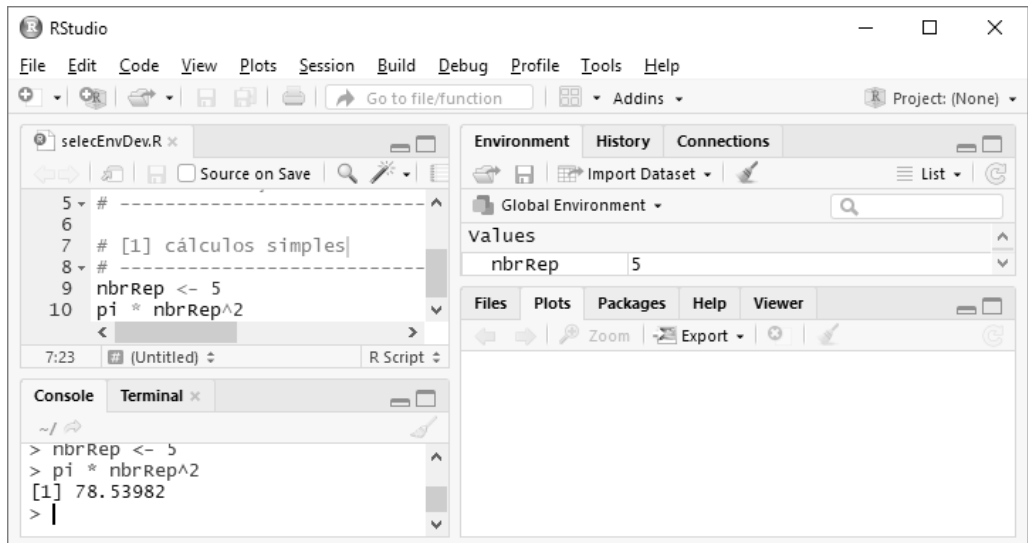 RStudio
File Edit Code View Plots Session Build Debug Profile Tools Help
Go to file/function Addins Project: (None)
selecEnvDev.R
Source on Save
5 # ----------------------------
6
7 # [1] cálculos simples
8 # ----------------------------
9 nbrRep <- 5
10 pi * nbrRep^2
7:23 (Untitled) R Script
Console Terminal
~/
> nbrRep <- 5
> pi * nbrRep^2
[1] 78.53982
>
Environment History Connections
Import Dataset List
Global Environment
Values
nbrRep 5
Files Plots Packages Help Viewer
Zoom Export